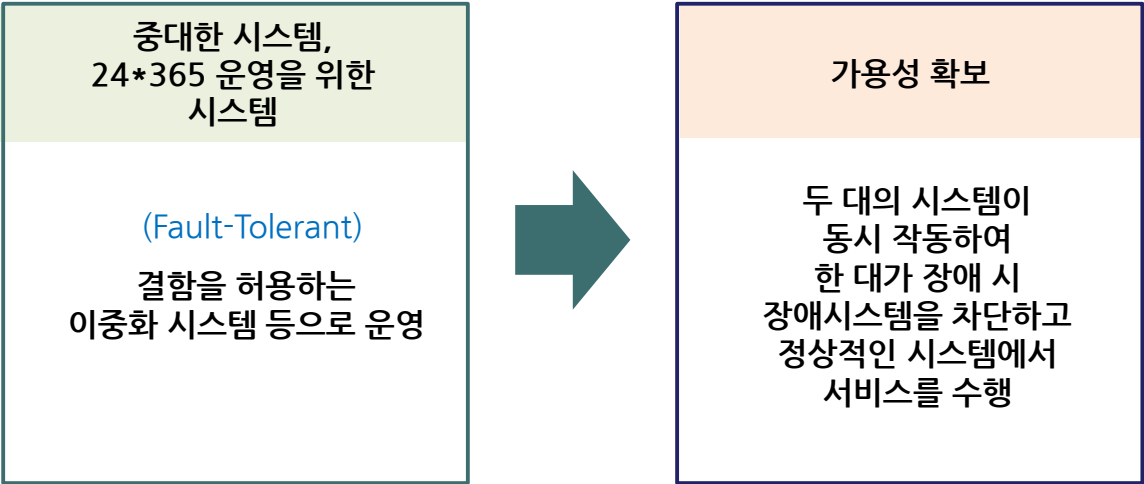 중대한 시스템,
24*365 운영을 위한
시스템
(Fault-Tolerant)
결함을 허용하는
이중화 시스템 등으로 운영
가용성 확보
두 대의 시스템이
동시 작동하여
한 대가 장애 시
장애시스템을 차단하고
정상적인 시스템에서
서비스를 수행